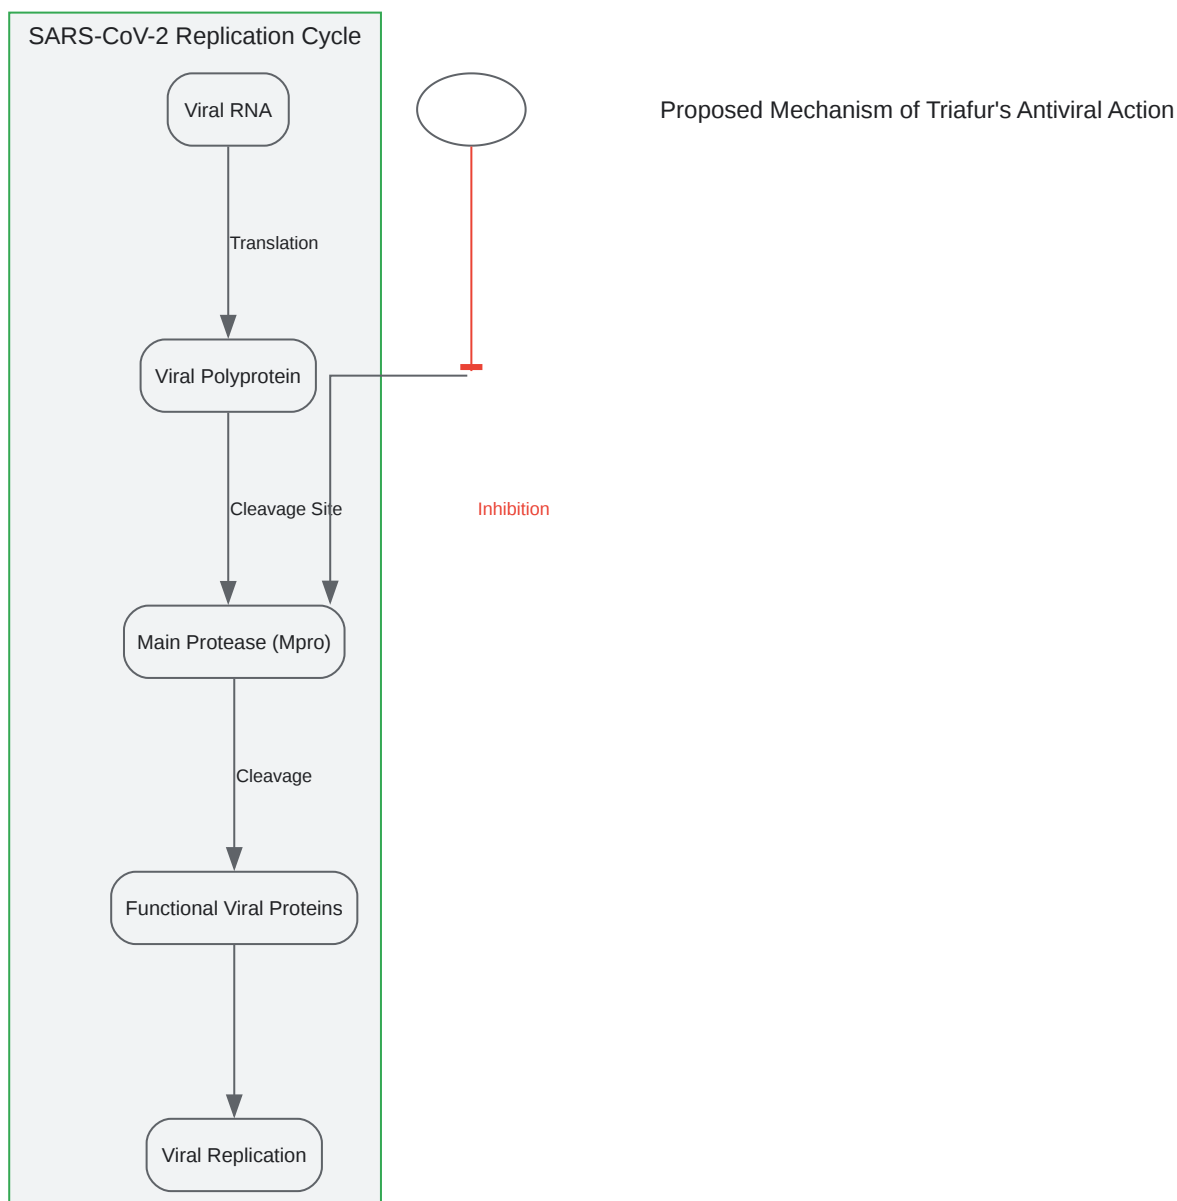 SARS-CoV-2 Replication Cycle
Viral RNA
Proposed Mechanism of Triafur's Antiviral Action
Translation
Viral Polyprotein
Cleavage Site
Inhibition
Main Protease (Mpro)
Cleavage
Functional Viral Proteins
Viral Replication